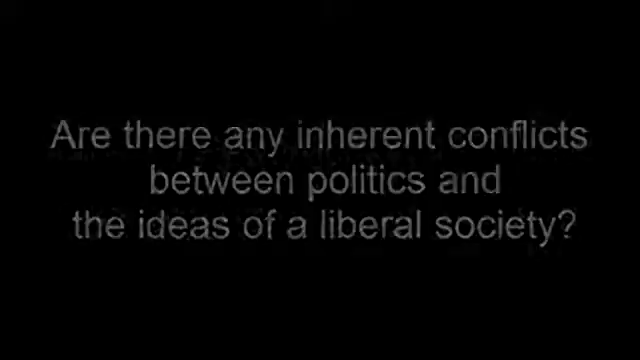 Are there any inherent conflicts
between politics and
the ideas of a liberal society?